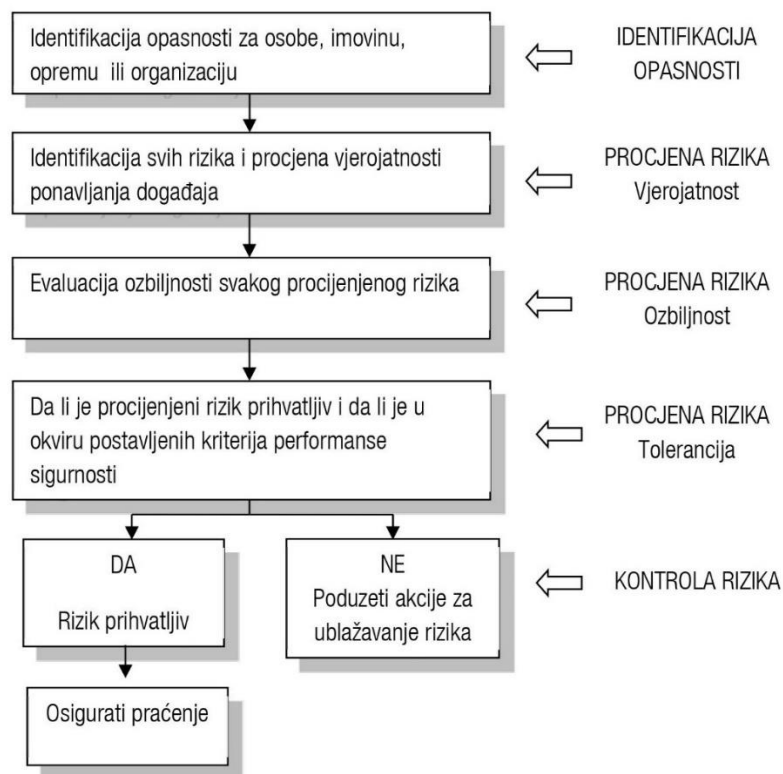 Identifikacija opasnosti za osobe, imovinu,
opremu ili organizaciju
IDENTIFIKACIJA
OPASNOSTI
Identifikacija svih rizika i procjena vjerojatnosti
ponavljanja događaja
PROCJENA RIZIKA
Vjerojatnost
Evaluacija ozbiljnosti svakog procijenjenog rizika
PROCJENA RIZIKA
Ozbiljnost
Da li je procijenjeni rizik prihvatljiv i da li je u
okviru postavljenih kriterija performanse
sigurnosti
PROCJENA RIZIKA
Tolerancija
DA
Rizik prihvatljiv
NE
Poduzeti akcije za
ublažavanje rizika
KONTROLA RIZIKA
Osigurati praćenje